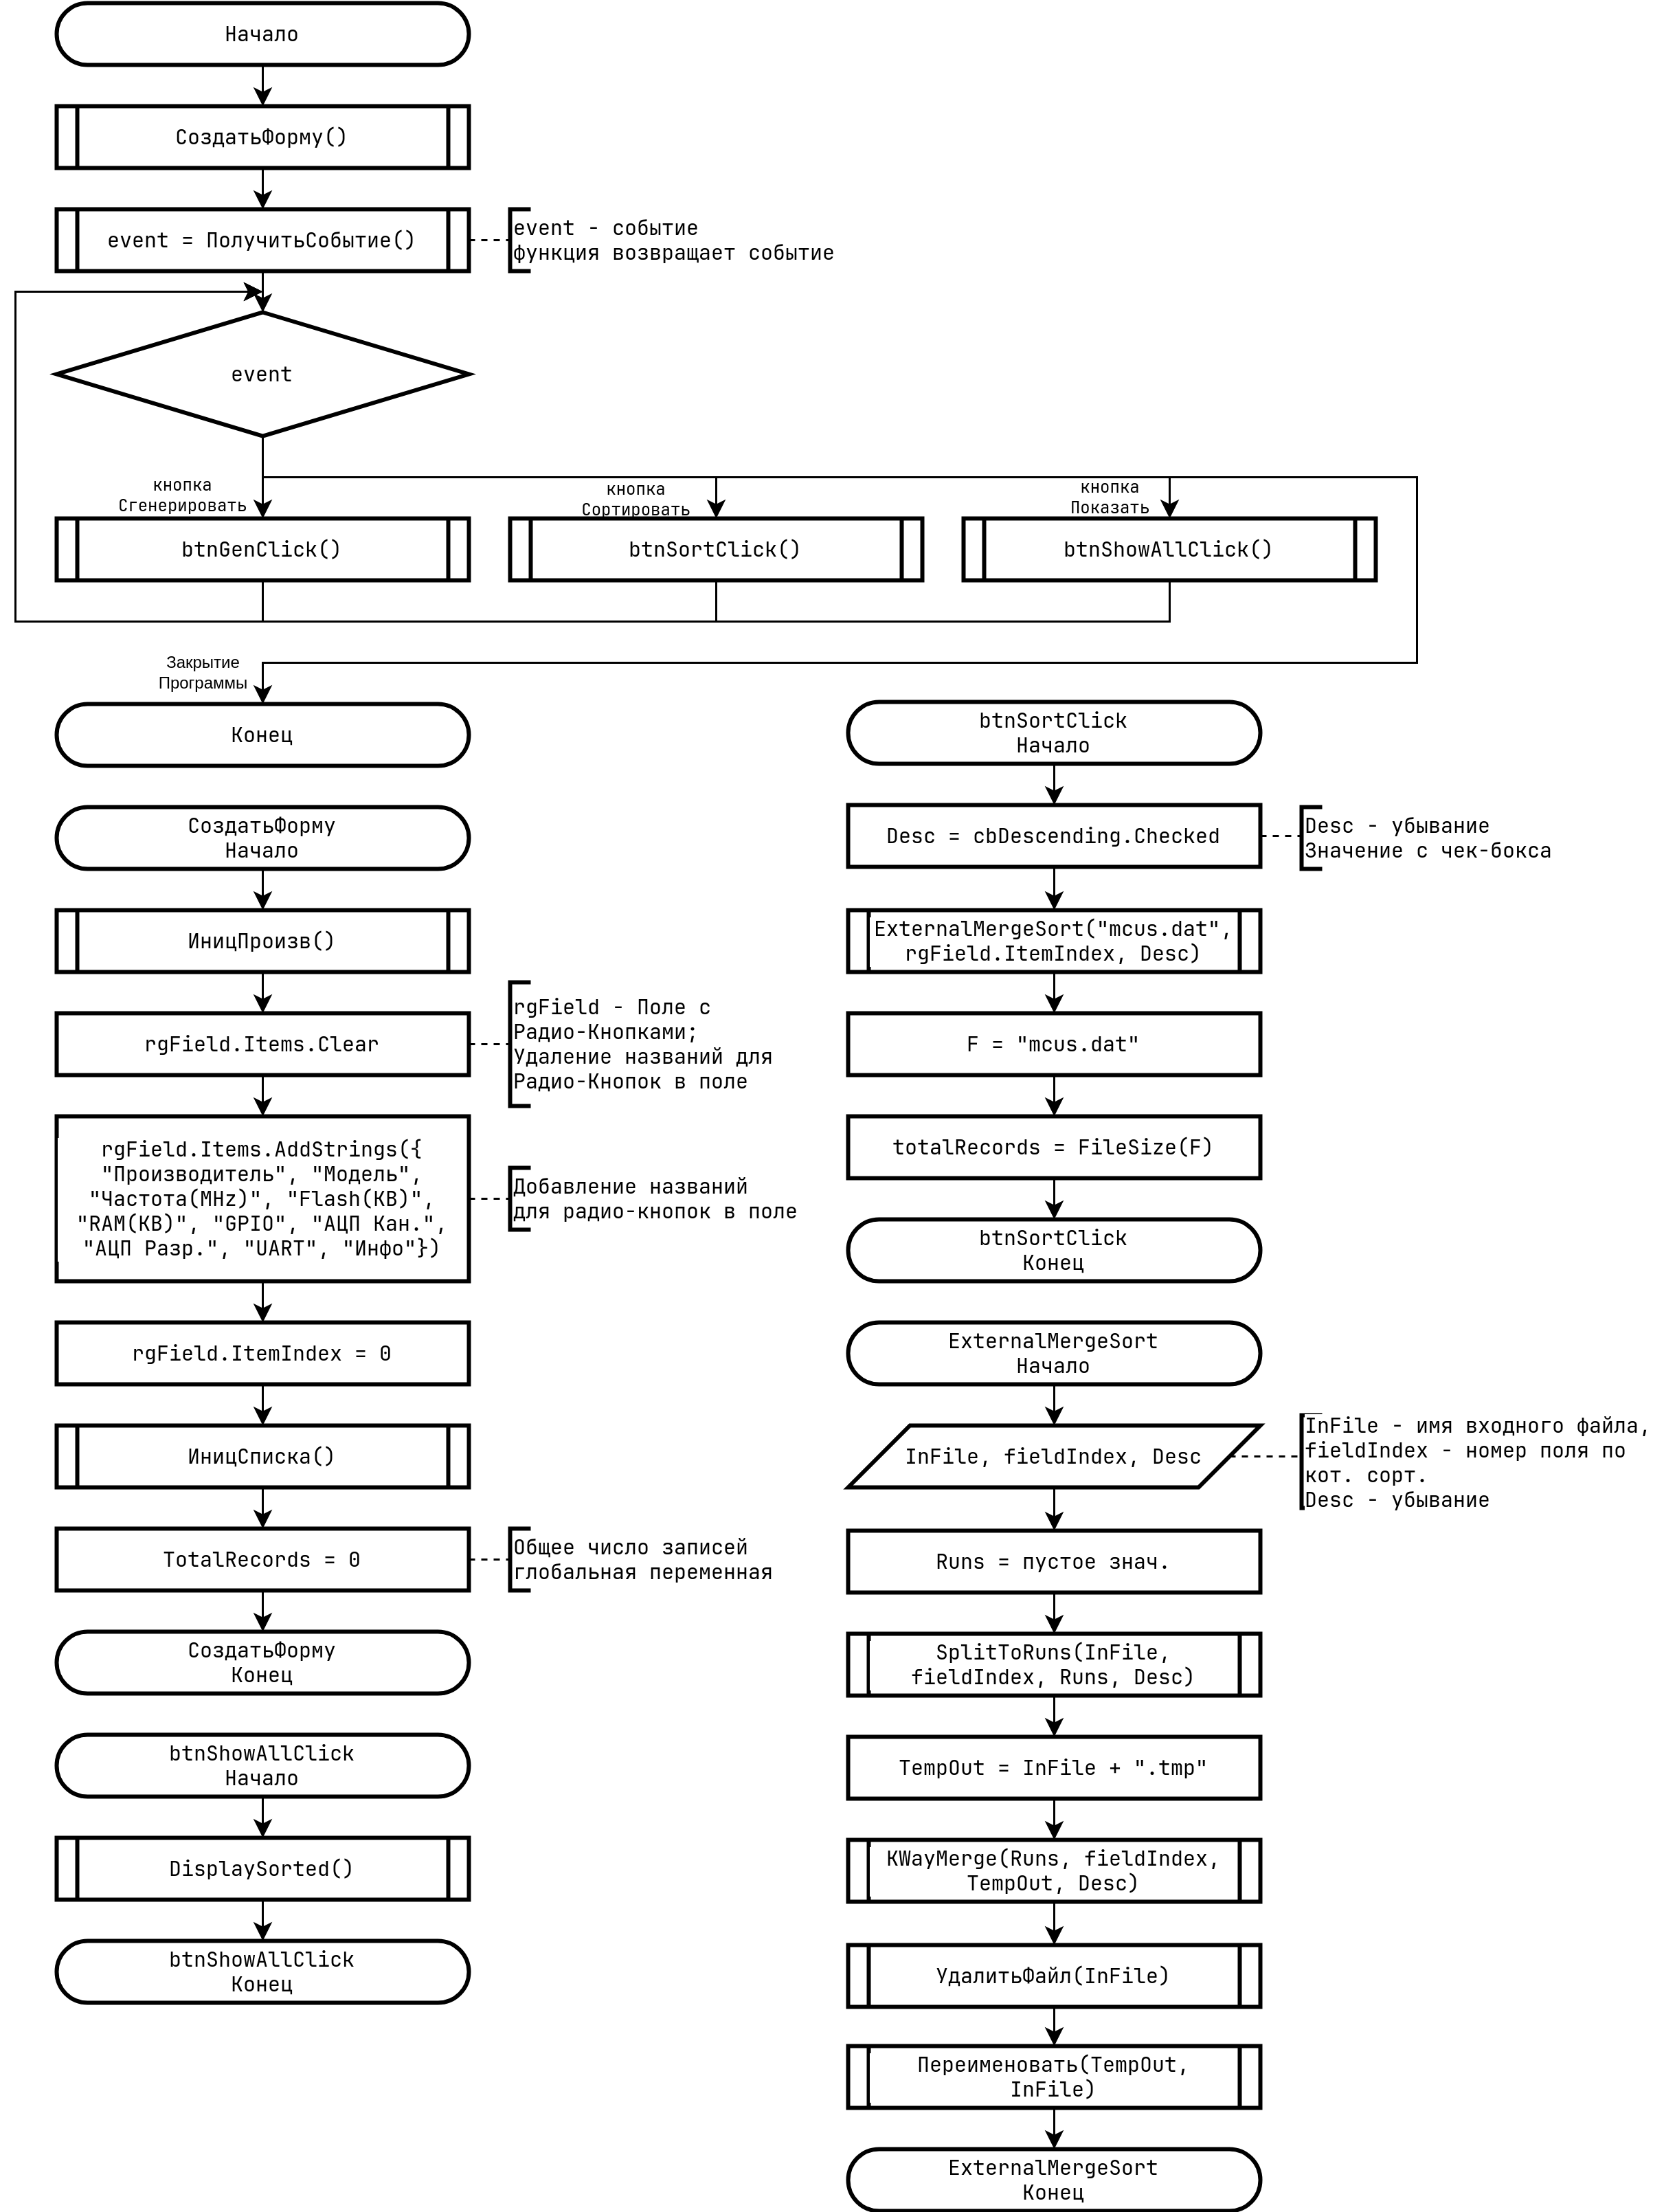 Начало
СоздатьФорму()
event = ПолучитьСобытие()
event - событие
функция возвращает событие
event
кнопка
Сгенерировать
кнопка
Сортировать
кнопка
Показать
btnGenClick()
btnSortClick()
btnShowAllClick()
Закрытие
Программы
Конец
СоздатьФорму
Начало
ИницПроизв()
rgField.Items.Clear
rgField - Поле с
Радио-Кнопками;
Удаление названий для
Радио-Кнопок в поле
rgField.Items.AddStrings({
"Производитель", "Модель",
"Частота(MHz)", "Flash(KB)",
"RAM(KB)", "GPIO", "АЦП Кан.",
"АЦП Разр.", "UART", "Инфо"})
Добавление названий
для радио-кнопок в поле
rgField.ItemIndex = 0
ИницСписка()
TotalRecords = 0
Общее число записей
глобальная переменная
СоздатьФорму
Конец
btnShowAllClick
Начало
DisplaySorted()
btnShowAllClick
Конец
btnSortClick
Начало
Desc = cbDescending.Checked
Desc - убывание
Значение с чек-бокса
ExternalMergeSort("mcus.dat",
rgField.ItemIndex, Desc)
F = "mcus.dat"
totalRecords = FileSize(F)
btnSortClick
Конец
ExternalMergeSort
Начало
InFile, fieldIndex, Desc
InFile - имя входного файла,
fieldIndex - номер поля по
кот. сорт.
Desc - убывание
Runs = пустое знач.
SplitToRuns(InFile,
fieldIndex, Runs, Desc)
TempOut = InFile + ".tmp"
KWayMerge(Runs, fieldIndex,
TempOut, Desc)
УдалитьФайл(InFile)
Переименовать(TempOut,
InFile)
ExternalMergeSort
Конец